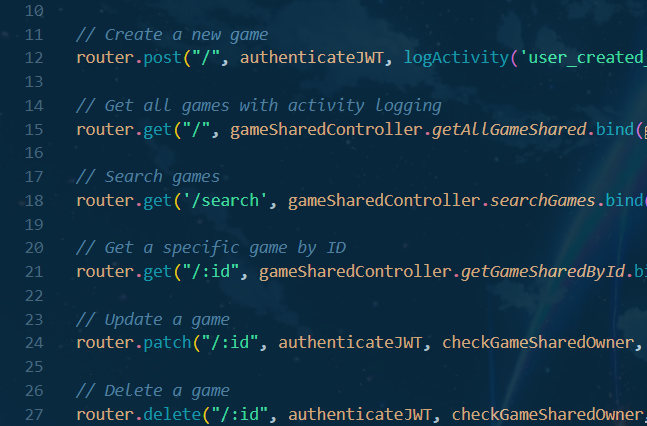 10
11 // Create a new game
12 router.post("/", authenticateJWT, logActivity('user_created_
13
14 // Get all games with activity logging
15 router.get("/", gameSharedController.getAllGameShared.bind(g
16
17 // Search games
18 router.get('/search', gameSharedController.searchGames.bind(
19
20 // Get a specific game by ID
21 router.get("/:id", gameSharedController.getGameSharedById.bi
22
23 // Update a game
24 router.patch("/:id", authenticateJWT, checkGameSharedOwner,
25
26 // Delete a game
27 router.delete("/:id", authenticateJWT, checkGameSharedOwner,